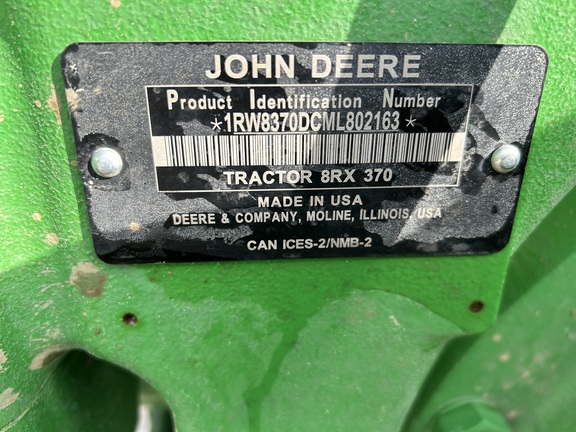 JOHN DEERE
Product Identification Number
*1RW8370DCML802163*
TRACTOR 8RX 370
MADE IN USA
DEERE & COMPANY, MOLINE, ILLINOIS, USA
CAN ICES-2/NMB-2